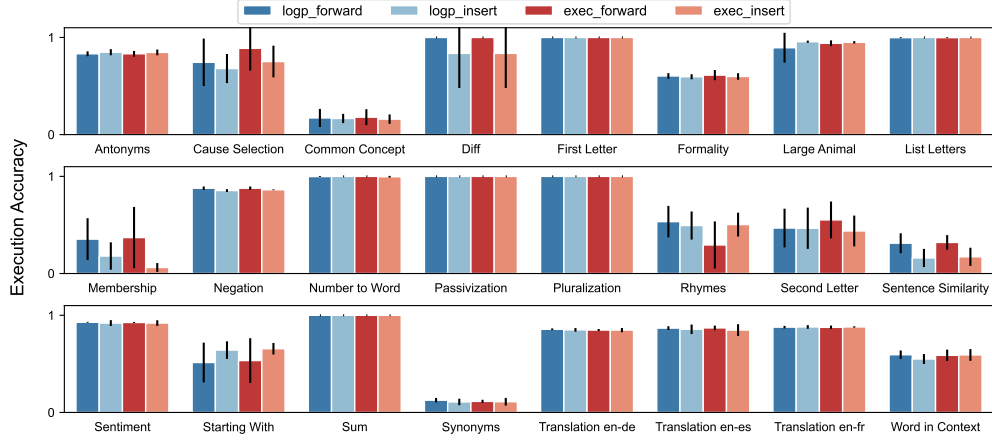 logp_forward logp_insert exec_forward exec_insert
Execution Accuracy
1
0
Antonyms Cause Selection Common Concept Diff First Letter Formality Large Animal List Letters
1
0
Membership Negation Number to Word Passivization Pluralization Rhymes Second Letter Sentence Similarity
1
0
Sentiment Starting With Sum Synonyms Translation en-de Translation en-es Translation en-fr Word in Context